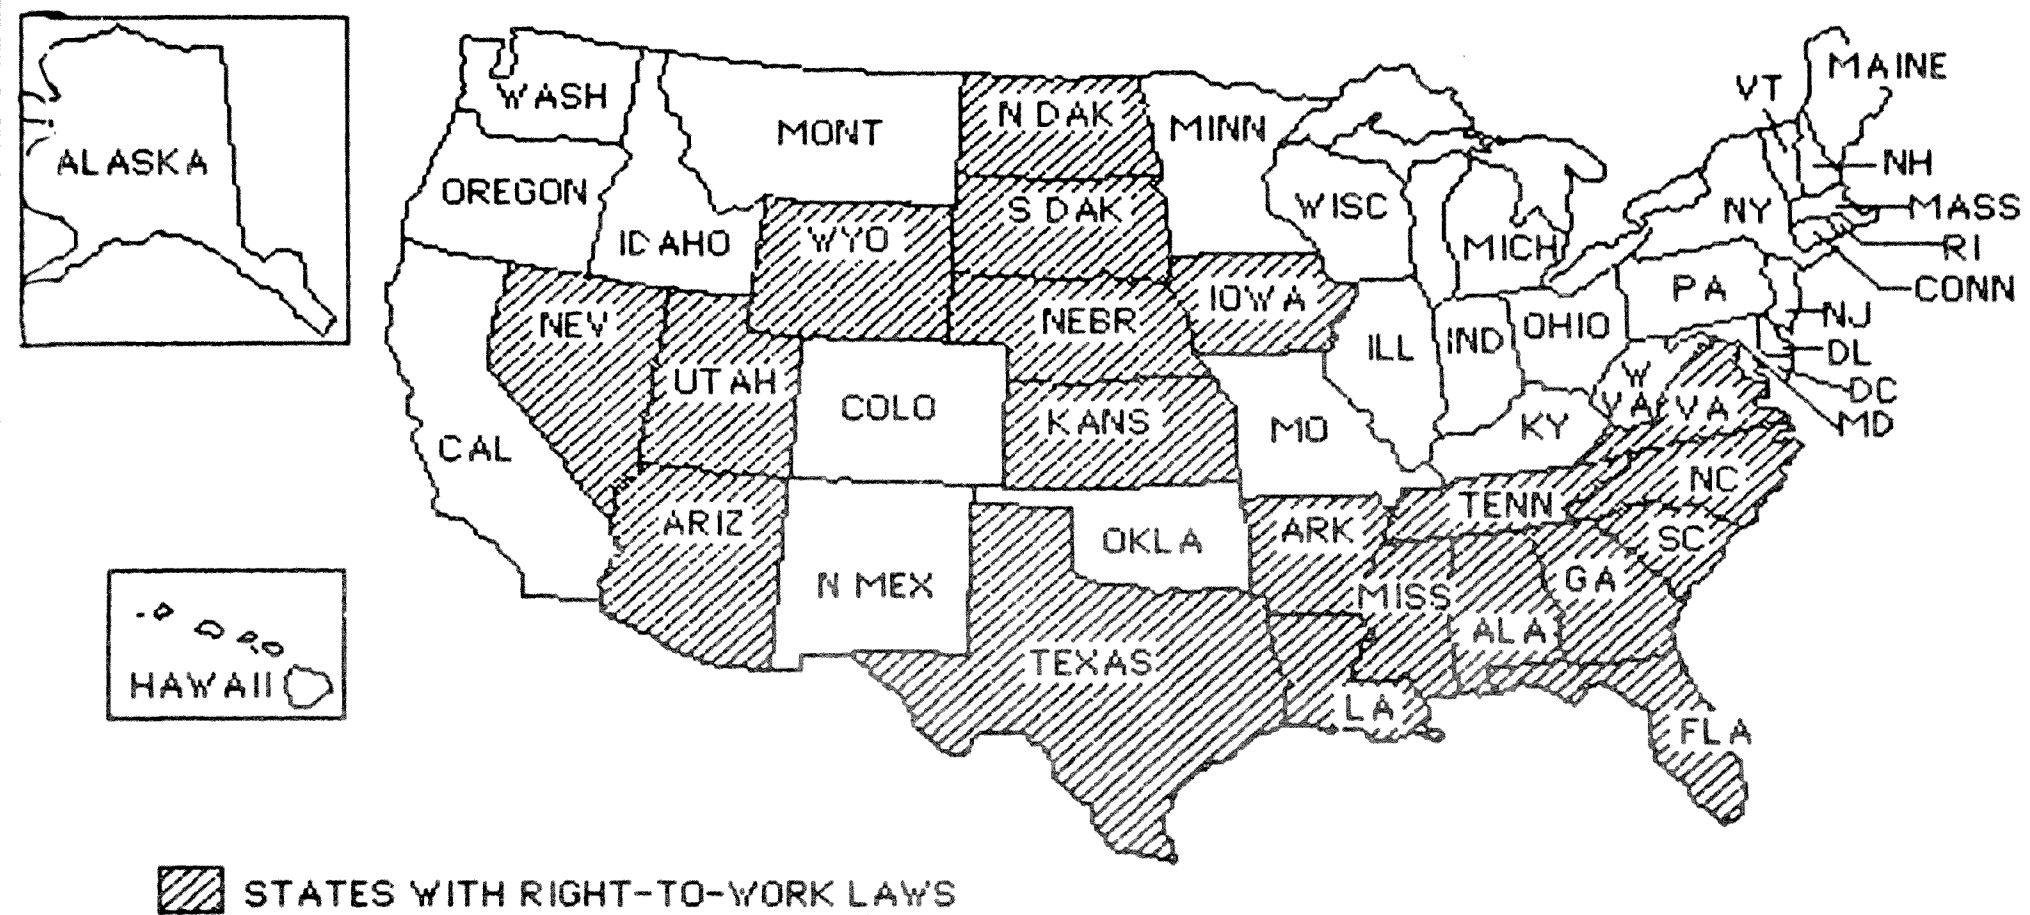 MAINE
VT
WASH
N DAK
MONT
MINN
ALASKA
NH
OREGON
S DAK
WISC
NY
MASS
IDAHO
WYO
MICH
RI
PA
CONN
IOWA
NEV
NEBR
OHIO
NJ
ILL
IND
DL
UTAH
W
VA
DC
COLO
KANS
VA
MO
KY
MD
CAL
NC
TENN
ARIZ
ARK
OKLA
SC
N MEX
GA
MISS
ALA
TEXAS
HAWAII
LA
FLA
STATES WITH RIGHT-TO-WORK LAWS